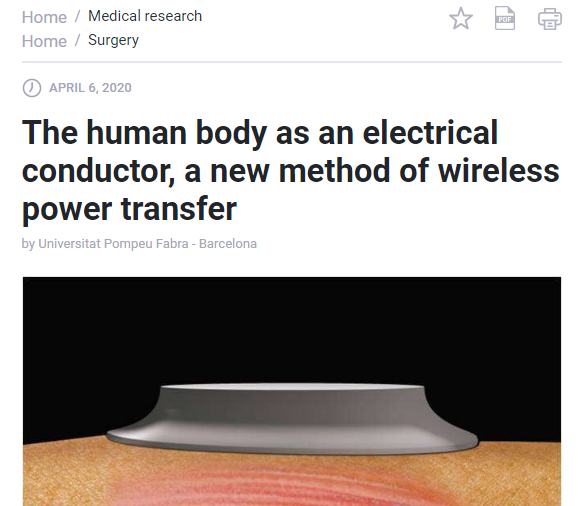 Home / Medical research
Home / Surgery
PDF
APRIL 6, 2020
The human body as an electrical
conductor, a new method of wireless
power transfer
by Universitat Pompeu Fabra - Barcelona